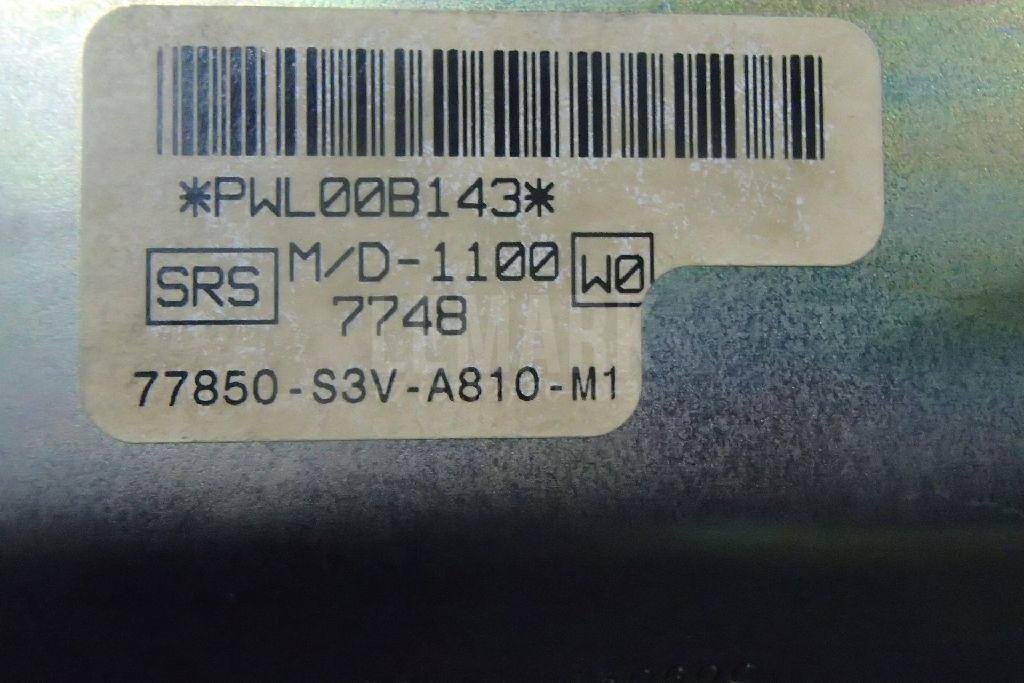 *PWL00B143*
SRS M/D-1100 W0
7748
77850-S3V-A810-M1